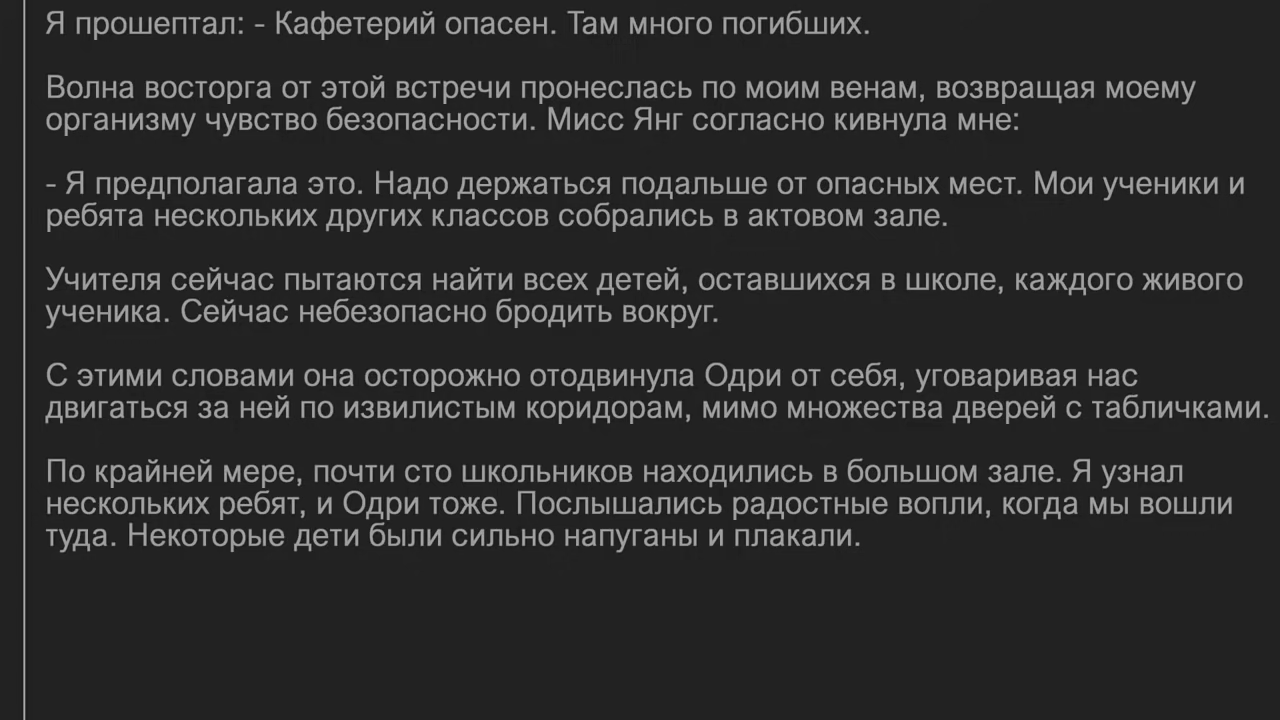 Я прошептал: - Кафетерий опасен. Там много погибших.
Волна восторга от этой встречи пронеслась по моим венам, возвращая моему
организму чувство безопасности. Мисс Янг согласно кивнула мне:
- Я предполагала это. Надо держаться подальше от опасных мест. Мои ученики и
ребята нескольких других классов собрались в актовом зале.
Учителя сейчас пытаются найти всех детей, оставшихся в школе, каждого живого
ученика. Сейчас небезопасно бродить вокруг.
С этими словами она осторожно отодвинула Одри от себя, уговаривая нас
двигаться за ней по извилистым коридорам, мимо множества дверей с табличками.
По крайней мере, почти сто школьников находились в большом зале. Я узнал
нескольких ребят, и Одри тоже. Послышались радостные вопли, когда мы вошли
туда. Некоторые дети были сильно напуганы и плакали.